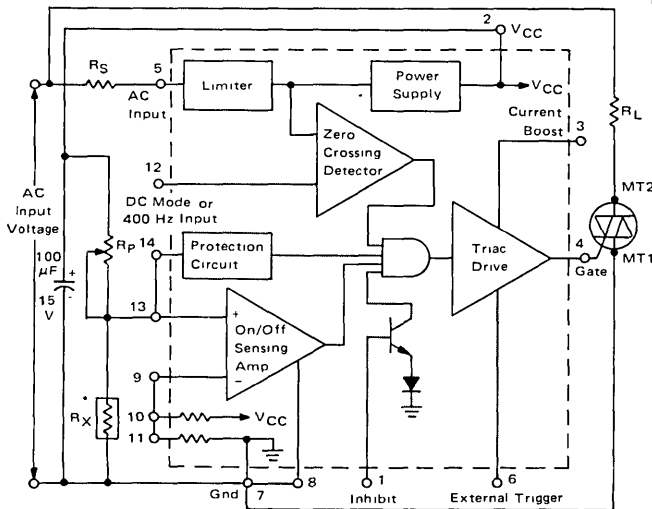 2
VCC
RS
5
AC
Input
Limiter
Power
Supply
VCC
Current
Boost
3
RL
12
Zero
Crossing
Detector
DC Mode or
400 Hz Input
AC
Input
Voltage
MT2
MT1
RP
14
Protection
Circuit
Triac
Drive
4
Gate
100
μF
+
15
V
-
13
+
On/Off
Sensing
Amp
−
9
RX
*
10
VCC
11
Gnd
7
8
1
Inhibit
6
External Trigger